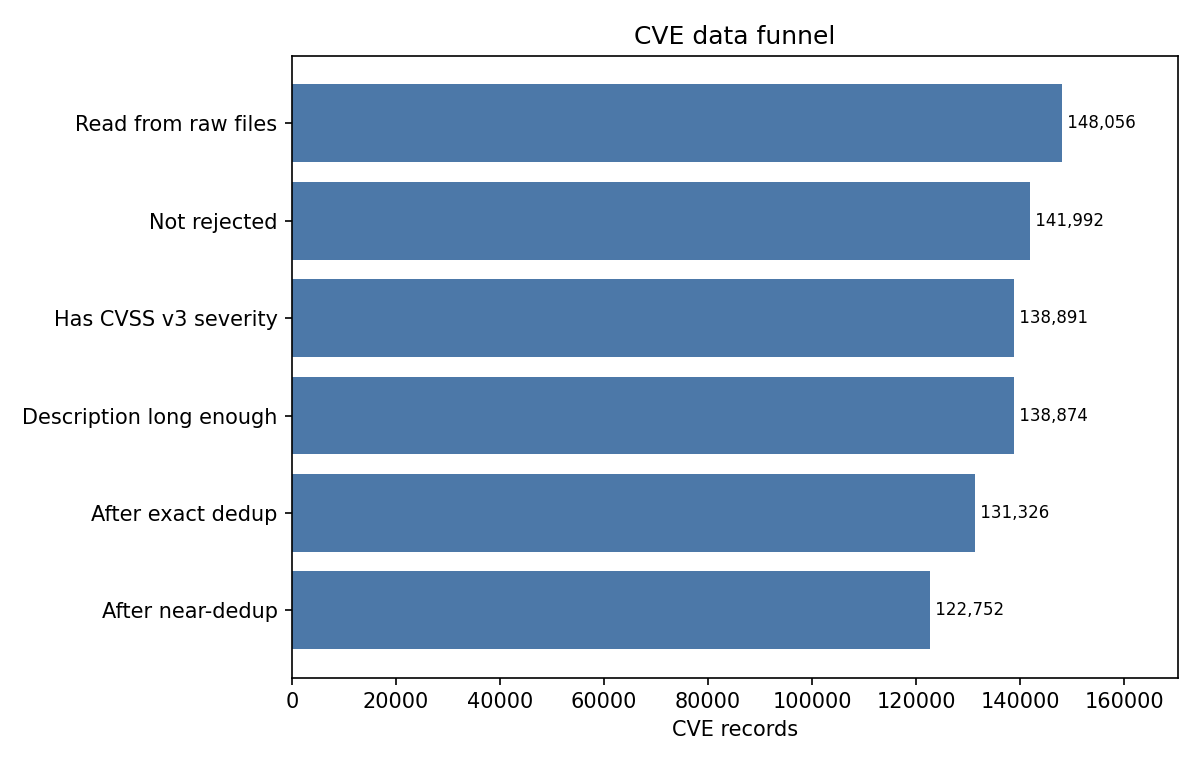 CVE data funnel
Read from raw files 148,056
Not rejected 141,992
Has CVSS v3 severity 138,891
Description long enough 138,874
After exact dedup 131,326
After near-dedup 122,752
0 20000 40000 60000 80000 100000 120000 140000 160000
CVE records